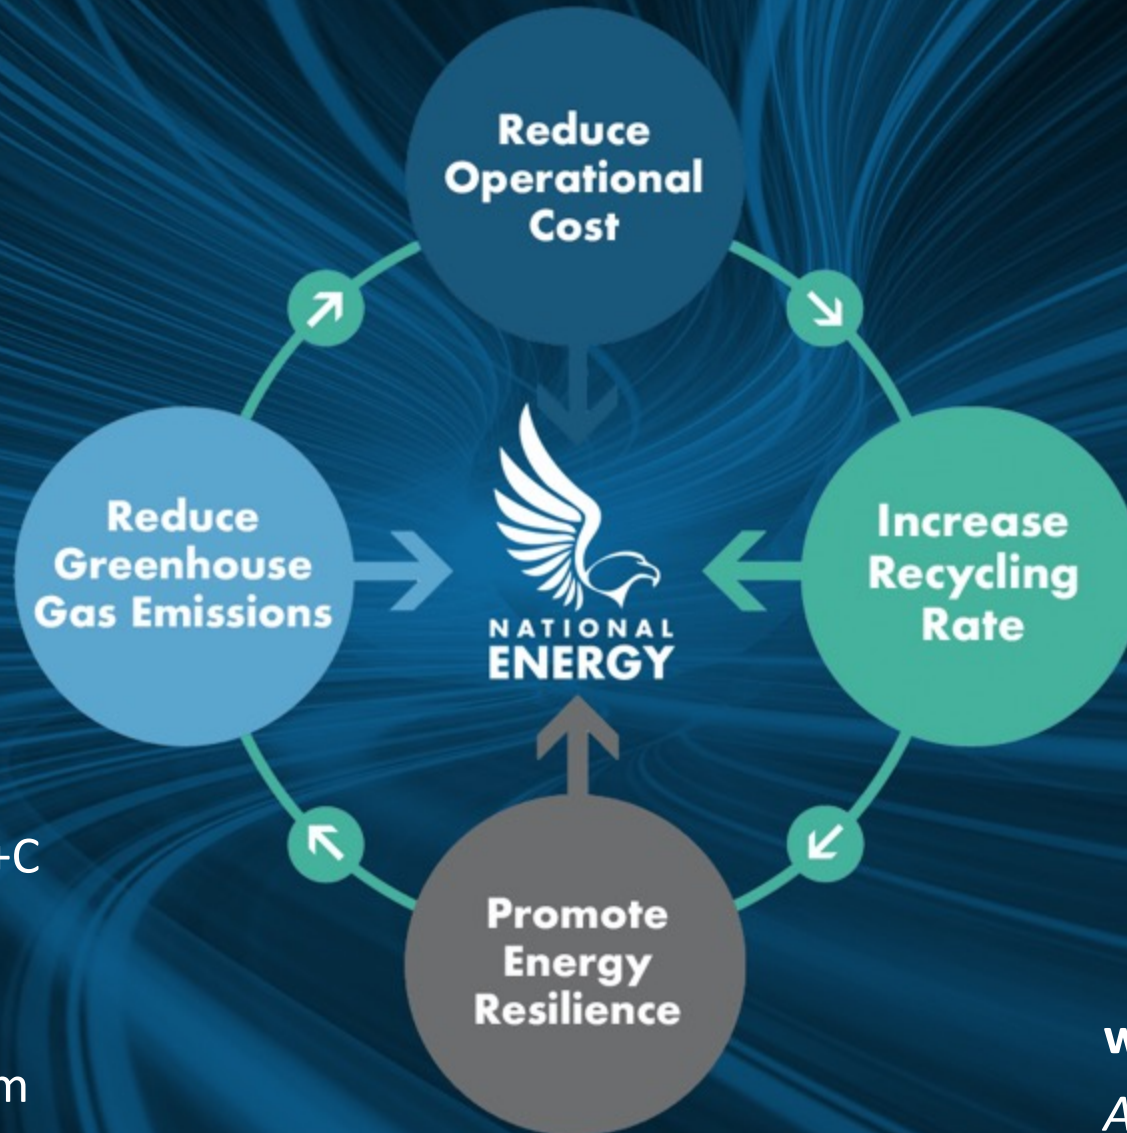 Reduce
Operational
Cost
Reduce
Greenhouse
Gas Emissions
NATIONAL
ENERGY
Increase
Recycling
Rate
+C
Promote
Energy
Resilience
m
w
A